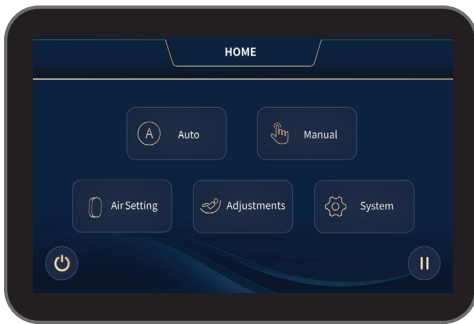 HOME
A
Auto
Manual
Air Setting
Adjustments
System